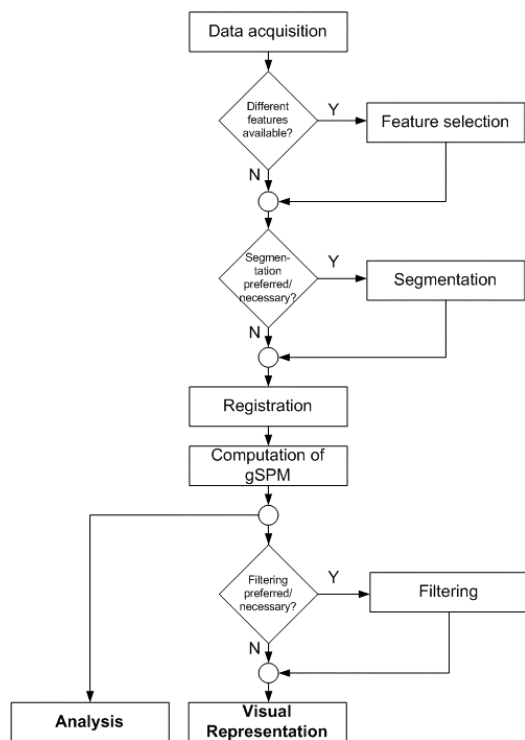 Data acquisition
Different
features
available?
Y
Feature selection
N
Segmen-
tation
preferred/
necessary?
Y
Segmentation
N
Registration
Computation of
gSPM
Filtering
preferred/
necessary?
Y
Filtering
N
Analysis
Visual
Representation